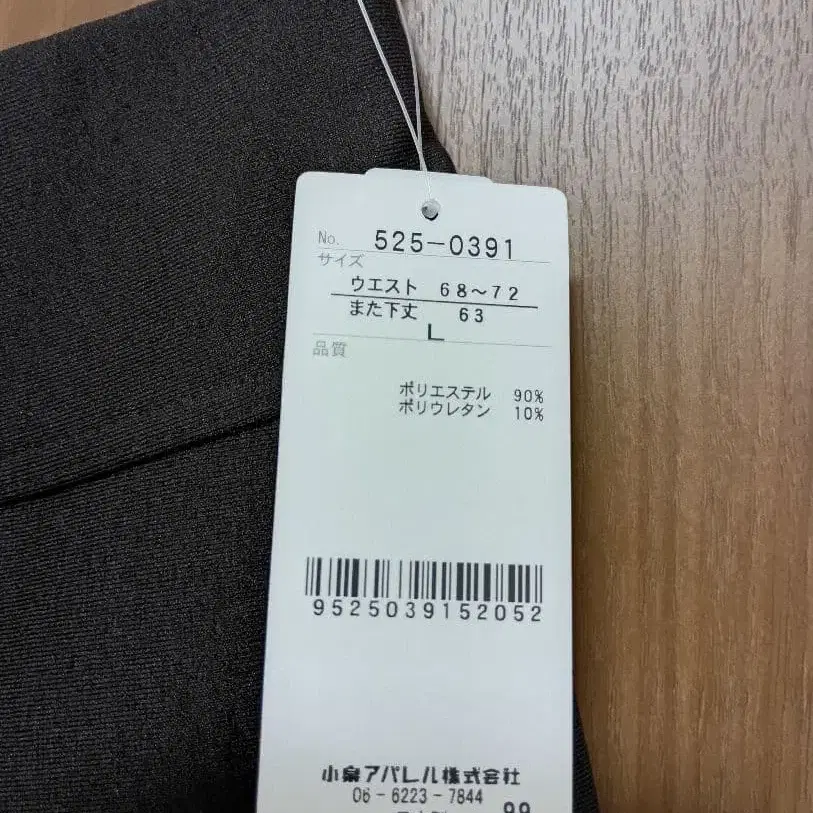 No. 525-0391
サイズ
ウエスト 68～72
また下丈 63
L
品質
ポリエステル 90%
ポリウレタン 10%
9525039152052
小泉アパレル株式会社
06-6223-7844
99